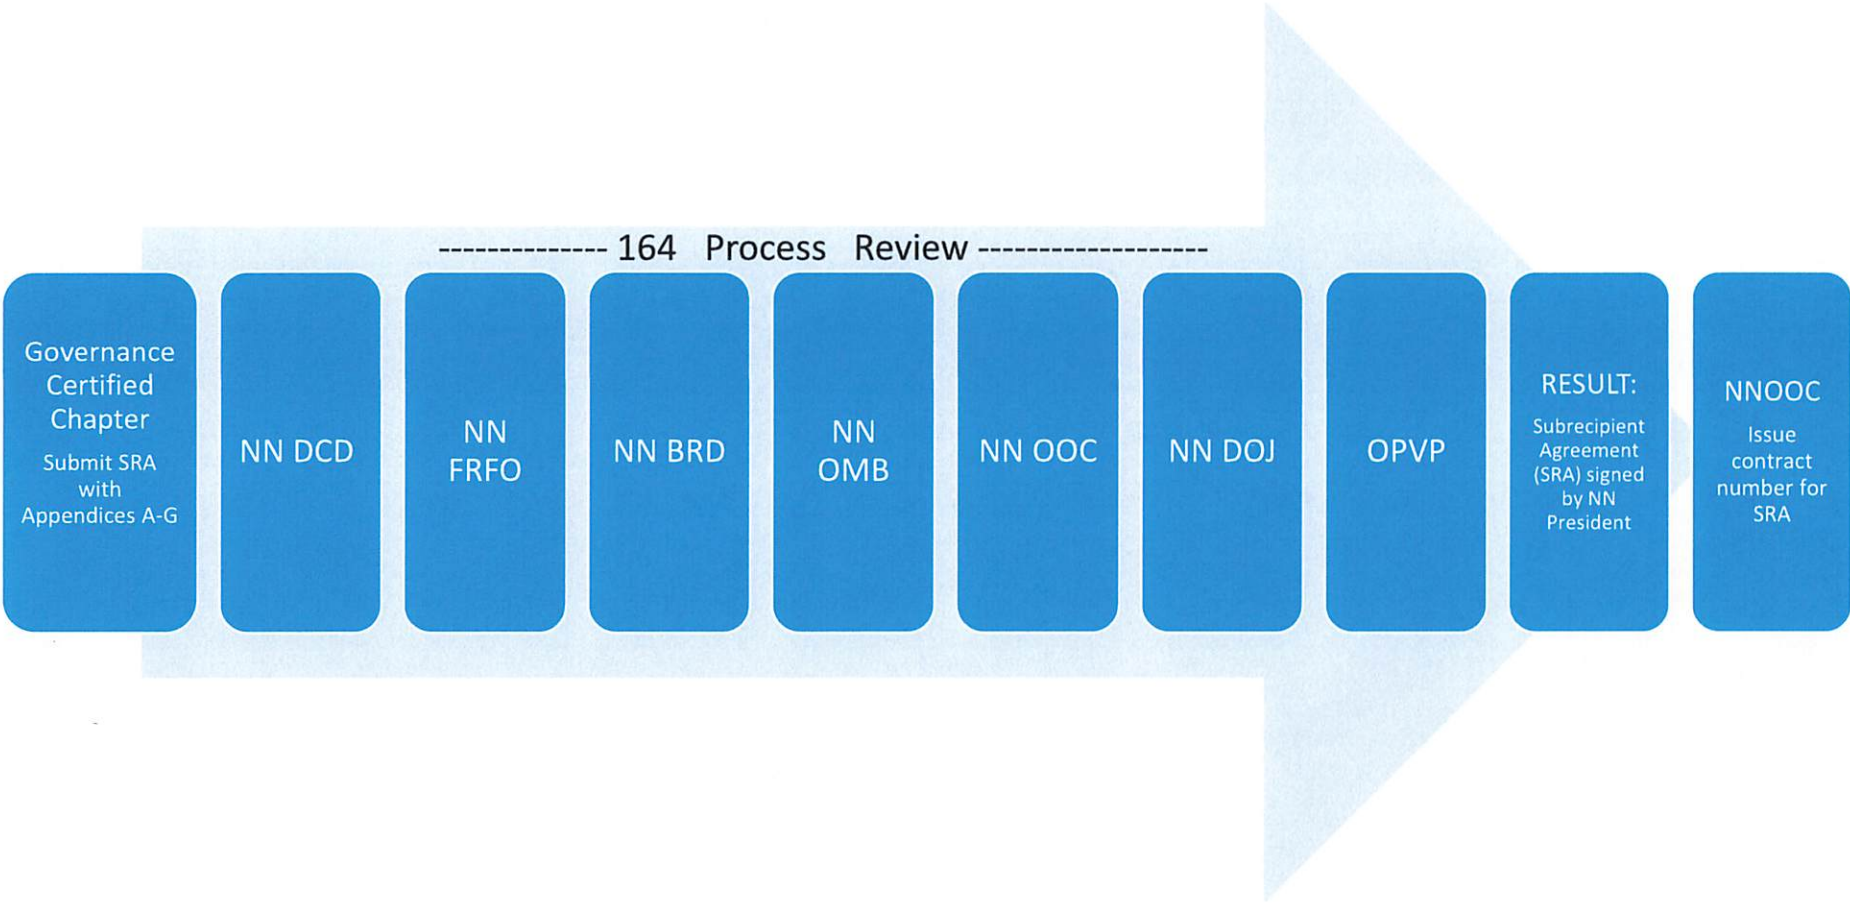 -------------- 164 Process Review -------------------
Governance
Certified
Chapter
Submit SRA
with
Appendices A-G
NN DCD
NN
FRFO
NN BRD
NN
OMB
NN OOC
NN DOJ
OPVP
RESULT:
Subrecipient
Agreement
(SRA) signed
by NN
President
NNOOC
Issue
contract
number for
SRA